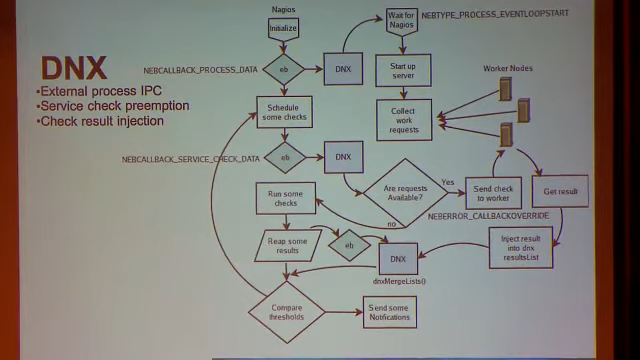 DNX
•External process IPC
•Service check preemption
•Check result injection
Nagios
Initialize
NEBCALLBACK_PROCESS_DATA
eb
DNX
Wait for
Nagios
NEBTYPE_PROCESS_EVENTLOOPSTART
Start up
server
Worker Nodes
Schedule
some checks
Collect
work
requests
NEBCALLBACK_SERVICE_CHECK_DATA
eb
DNX
Are requests
Available?
Yes
no
Send check
to worker
Get result
NEBERROR_CALLBACKOVERRIDE
Run some
checks
Reap some
results
eb
DNX
dnxMergeLists()
Inject result
into dnx
resultsList
Compare
thresholds
Send some
Notifications